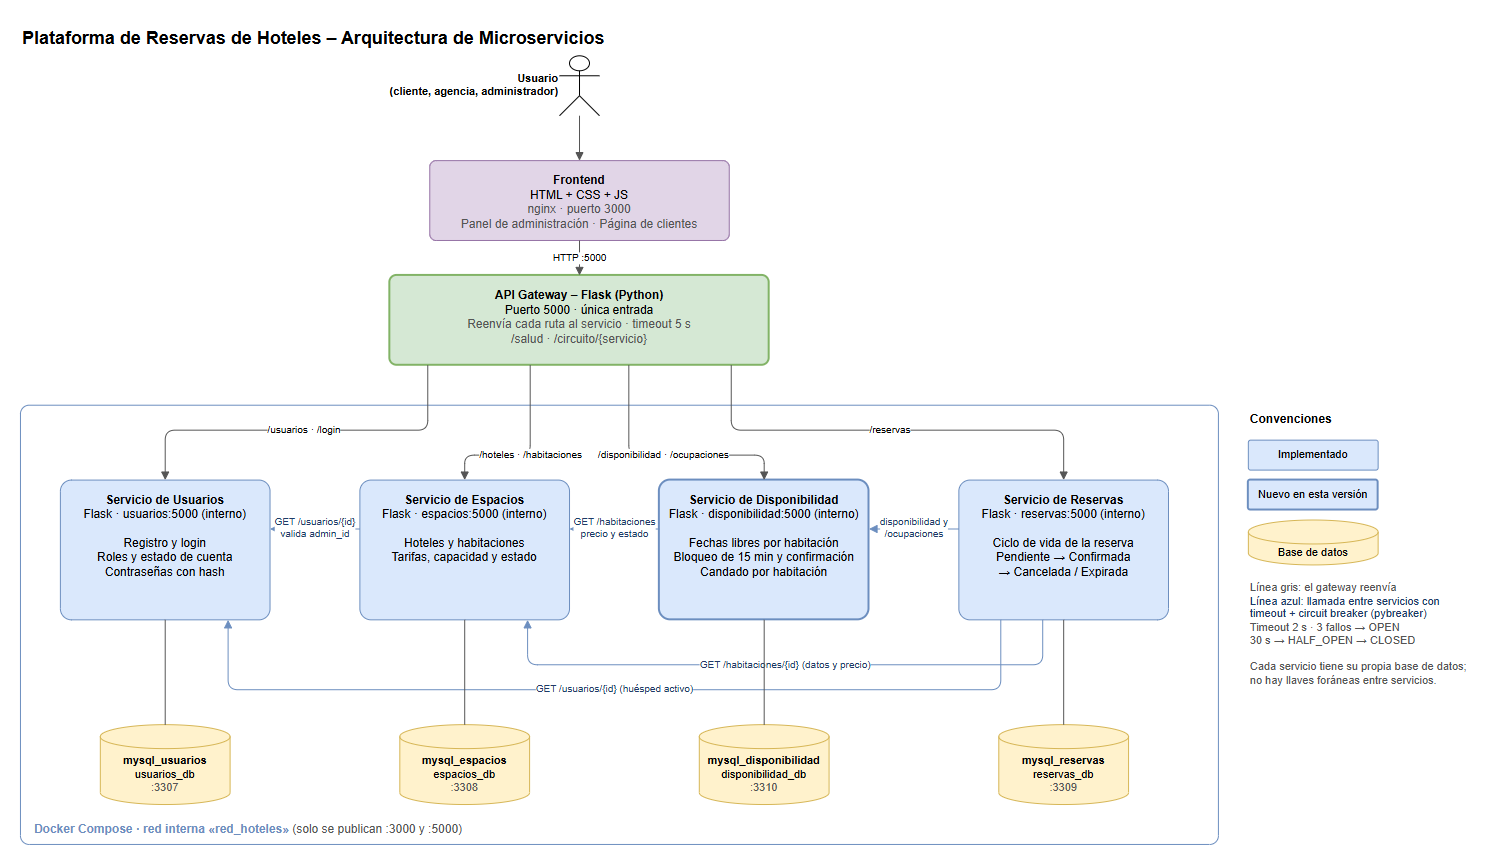 Plataforma de Reservas de Hoteles – Arquitectura de Microservicios
Usuario
(cliente, agencia, administrador)
Frontend
HTML + CSS + JS
nginx · puerto 3000
Panel de administración · Página de clientes
HTTP :5000
API Gateway – Flask (Python)
Puerto 5000 · única entrada
Reenvía cada ruta al servicio · timeout 5 s
/salud · /circuito/{servicio}
/usuarios · /login
/hoteles · /habitaciones
/disponibilidad · /ocupaciones
/reservas
Servicio de Usuarios
Flask · usuarios:5000 (interno)
Registro y login
Roles y estado de cuenta
Contraseñas con hash
GET /usuarios/{id}
valida admin_id
Servicio de Espacios
Flask · espacios:5000 (interno)
Hoteles y habitaciones
Tarifas, capacidad y estado
GET /habitaciones
precio y estado
Servicio de Disponibilidad
Flask · disponibilidad:5000 (interno)
Fechas libres por habitación
Bloqueo de 15 min y confirmación
Candado por habitación
disponibilidad y
/ocupaciones
Servicio de Reservas
Flask · reservas:5000 (interno)
Ciclo de vida de la reserva
Pendiente → Confirmada
→ Cancelada / Expirada
GET /habitaciones/{id} (datos y precio)
GET /usuarios/{id} (huésped activo)
mysql_usuarios
usuarios_db
:3307
mysql_espacios
espacios_db
:3308
mysql_disponibilidad
disponibilidad_db
:3310
mysql_reservas
reservas_db
:3309
Docker Compose · red interna «red_hoteles» (solo se publican :3000 y :5000)
Convenciones
Implementado
Nuevo en esta versión
Base de datos
Línea gris: el gateway reenvía
Línea azul: llamada entre servicios con
timeout + circuit breaker (pybreaker)
Timeout 2 s · 3 fallos → OPEN
30 s → HALF_OPEN → CLOSED
Cada servicio tiene su propia base de datos;
no hay llaves foráneas entre servicios.